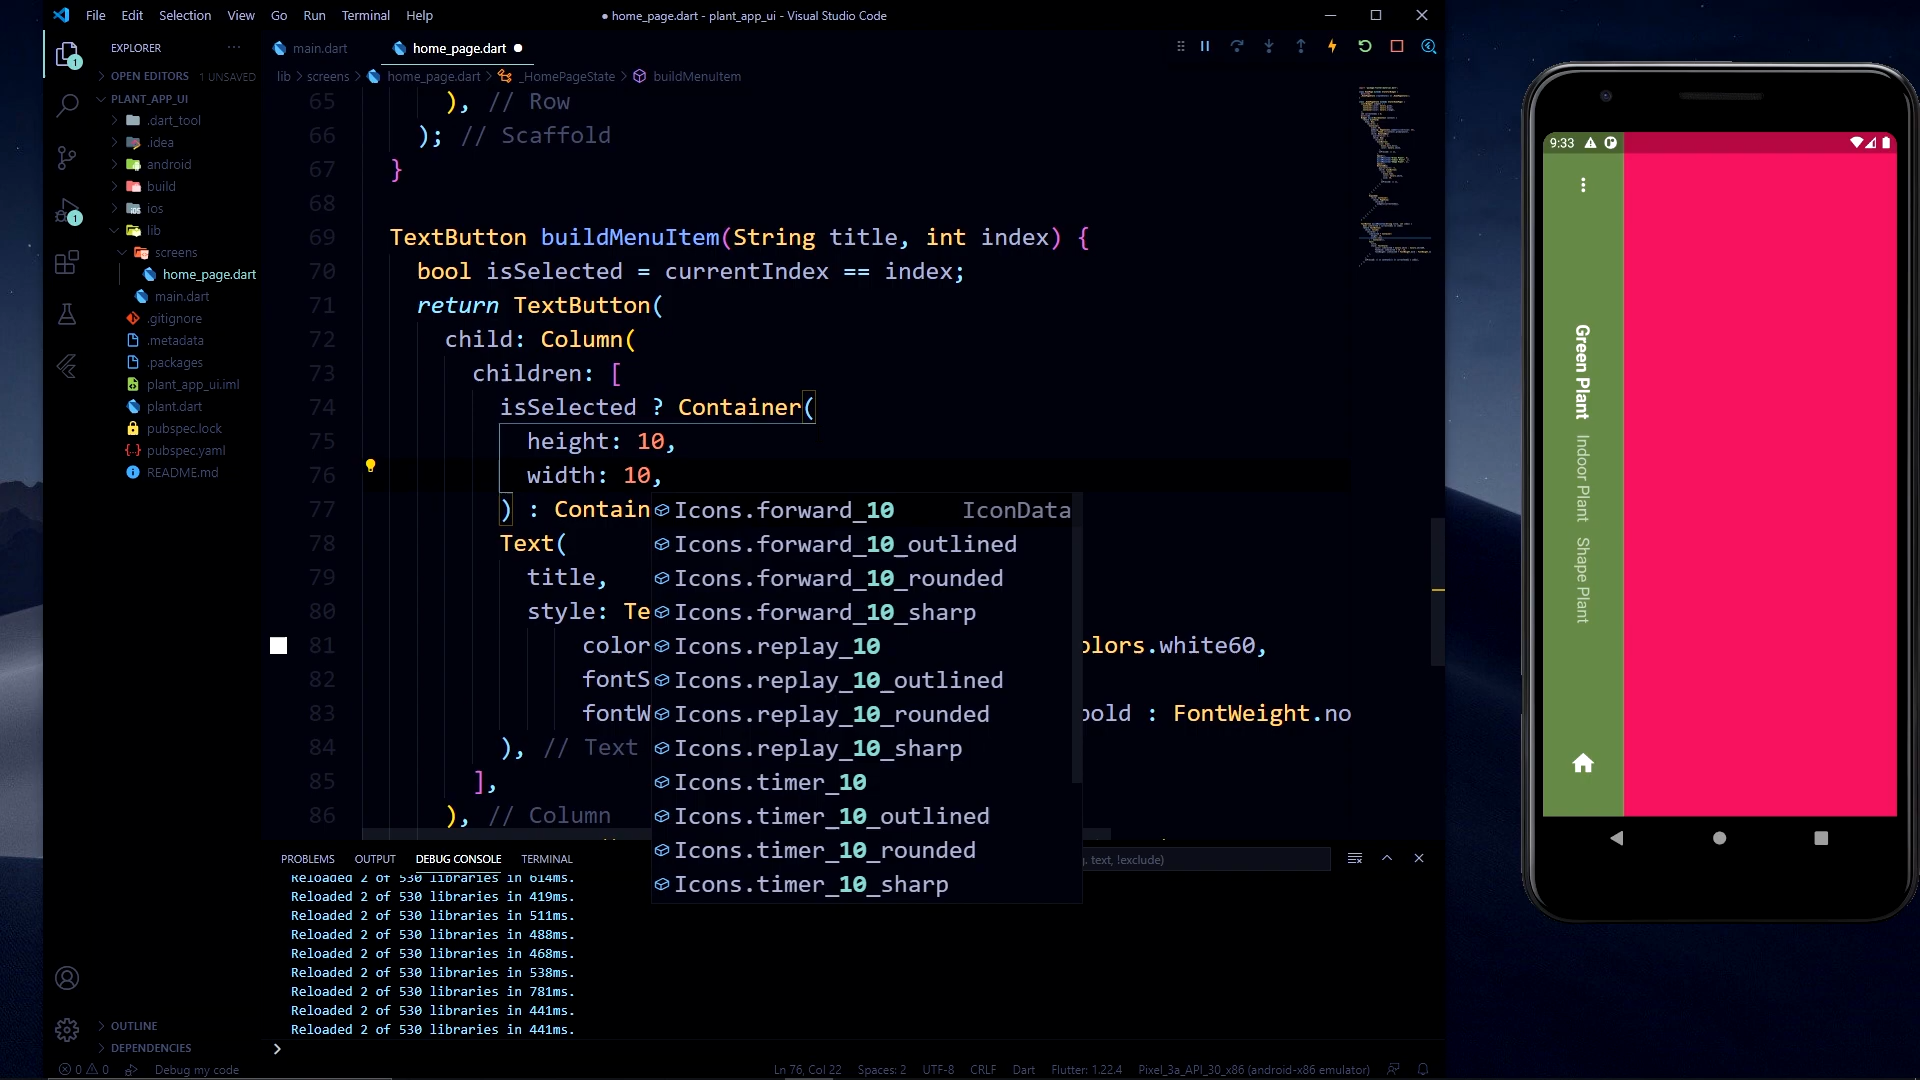 File Edit Selection View Go Run Terminal Help
● home_page.dart - plant_app_ui - Visual Studio Code
EXPLORER
OPEN EDITORS 1 UNSAVED
PLANT_APP_UI
.dart_tool
.idea
android
build
ios
lib
screens
home_page.dart
main.dart
.gitignore
.metadata
.packages
plant_app_ui.iml
plant.dart
pubspec.lock
pubspec.yaml
README.md
OUTLINE
DEPENDENCIES
main.dart home_page.dart
lib > screens > home_page.dart > _HomePageState > buildMenuItem
65 ), // Row
66 ); // Scaffold
67 }
68
69 TextButton buildMenuItem(String title, int index) {
70 bool isSelected = currentIndex == index;
71 return TextButton(
72 child: Column(
73 children: [
74 isSelected ? Container(
75 height: 10,
76 width: 10,
77 ) : Contain
78 Text(
79 title,
80 style: Te
81 color olors.white60,
82 fontS
83 fontW bold : FontWeight.no
84 ), // Text
85 ],
86 ), // Column
Icons.forward_10 IconData
Icons.forward_10_outlined
Icons.forward_10_rounded
Icons.forward_10_sharp
Icons.replay_10
Icons.replay_10_outlined
Icons.replay_10_rounded
Icons.replay_10_sharp
Icons.timer_10
Icons.timer_10_outlined
Icons.timer_10_rounded
Icons.timer_10_sharp
PROBLEMS OUTPUT DEBUG CONSOLE TERMINAL
text, !exclude)
Reloaded 2 of 530 libraries in 614ms.
Reloaded 2 of 530 libraries in 419ms.
Reloaded 2 of 530 libraries in 511ms.
Reloaded 2 of 530 libraries in 488ms.
Reloaded 2 of 530 libraries in 468ms.
Reloaded 2 of 530 libraries in 538ms.
Reloaded 2 of 530 libraries in 781ms.
Reloaded 2 of 530 libraries in 441ms.
Reloaded 2 of 530 libraries in 441ms.
0 0 Debug my code
Ln 76, Col 22 Spaces: 2 UTF-8 CRLF Dart Flutter: 1.22.4 Pixel_3a_API_30_x86 (android-x86 emulator)
9:33
Green Plant
Indoor Plant
Shape Plant